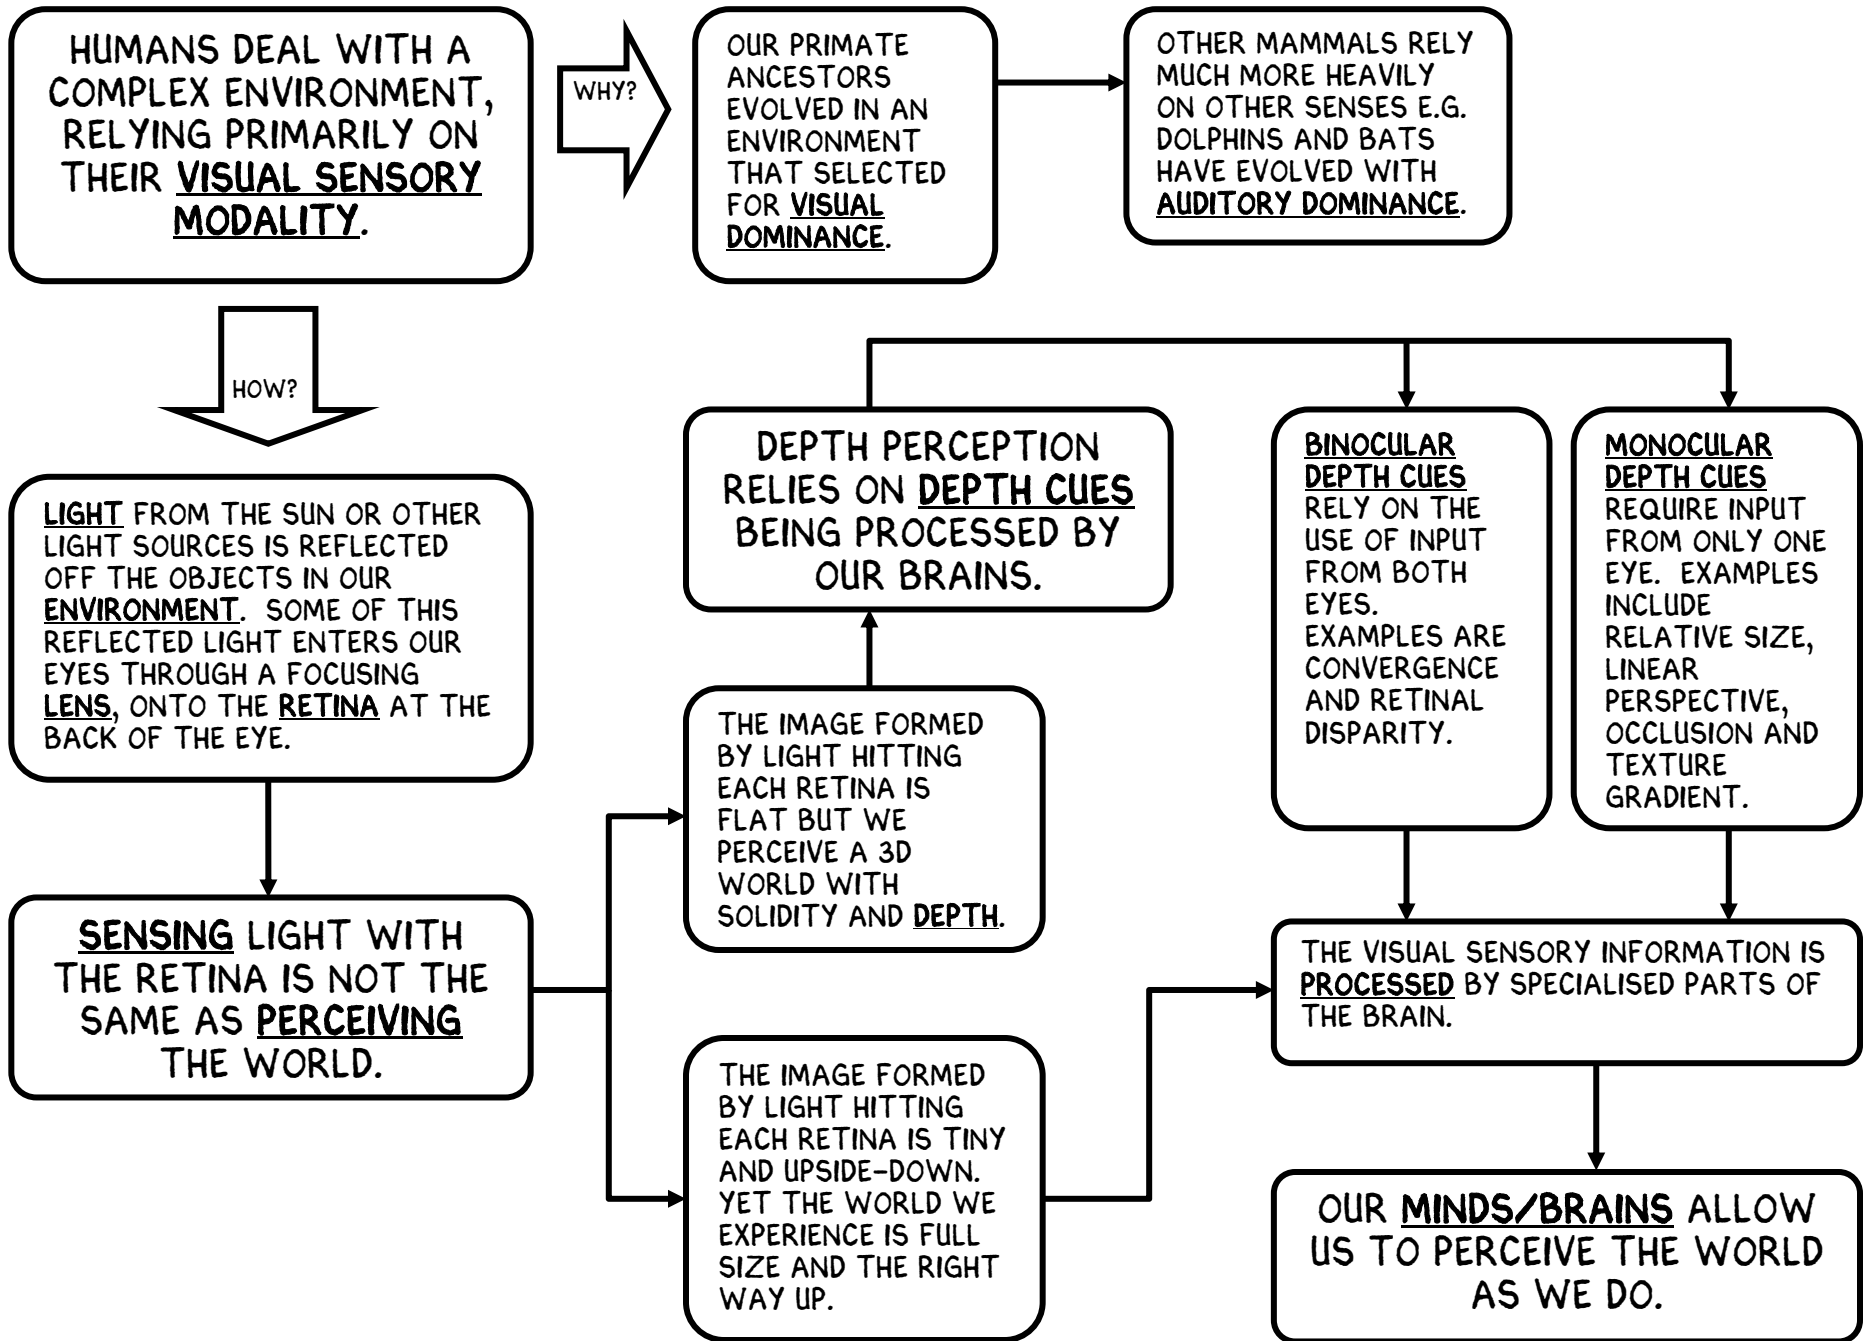 HUMANS DEAL WITH A
COMPLEX ENVIRONMENT,
RELYING PRIMARILY ON
THEIR VISUAL SENSORY
MODALITY.
WHY?
OUR PRIMATE
ANCESTORS
EVOLVED IN AN
ENVIRONMENT
THAT SELECTED
FOR VISUAL
DOMINANCE.
OTHER MAMMALS RELY
MUCH MORE HEAVILY
ON OTHER SENSES E.G.
DOLPHINS AND BATS
HAVE EVOLVED WITH
AUDITORY DOMINANCE.
HOW?
LIGHT FROM THE SUN OR OTHER
LIGHT SOURCES IS REFLECTED
OFF THE OBJECTS IN OUR
ENVIRONMENT. SOME OF THIS
REFLECTED LIGHT ENTERS OUR
EYES THROUGH A FOCUSING
LENS, ONTO THE RETINA AT THE
BACK OF THE EYE.
SENSING LIGHT WITH
THE RETINA IS NOT THE
SAME AS PERCEIVING
THE WORLD.
THE IMAGE FORMED
BY LIGHT HITTING
EACH RETINA IS
FLAT BUT WE
PERCEIVE A 3D
WORLD WITH
SOLIDITY AND DEPTH.
DEPTH PERCEPTION
RELIES ON DEPTH CUES
BEING PROCESSED BY
OUR BRAINS.
BINOCULAR
DEPTH CUES
RELY ON THE
USE OF INPUT
FROM BOTH
EYES.
EXAMPLES ARE
CONVERGENCE
AND RETINAL
DISPARITY.
MONOCULAR
DEPTH CUES
REQUIRE INPUT
FROM ONLY ONE
EYE. EXAMPLES
INCLUDE
RELATIVE SIZE,
LINEAR
PERSPECTIVE,
OCCLUSION AND
TEXTURE
GRADIENT.
THE IMAGE FORMED
BY LIGHT HITTING
EACH RETINA IS TINY
AND UPSIDE-DOWN.
YET THE WORLD WE
EXPERIENCE IS FULL
SIZE AND THE RIGHT
WAY UP.
THE VISUAL SENSORY INFORMATION IS
PROCESSED BY SPECIALISED PARTS OF
THE BRAIN.
OUR MINDS/BRAINS ALLOW
US TO PERCEIVE THE WORLD
AS WE DO.